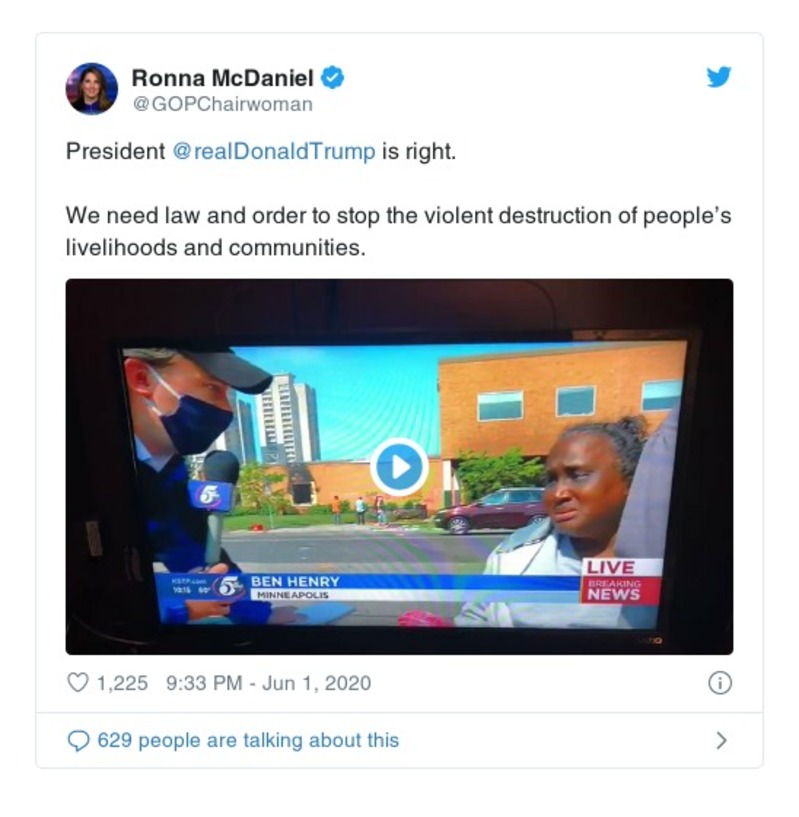 Ronna McDaniel
@GOPChairwoman
President @realDonaldTrump is right.
We need law and order to stop the violent destruction of people's
livelihoods and communities.
5
LIVE
KSTP.com
10:15 60°
5
BEN HENRY
BREAKING
NEWS
MINNEAPOLIS
VIZIO
1,225 9:33 PM - Jun 1, 2020
629 people are talking about this